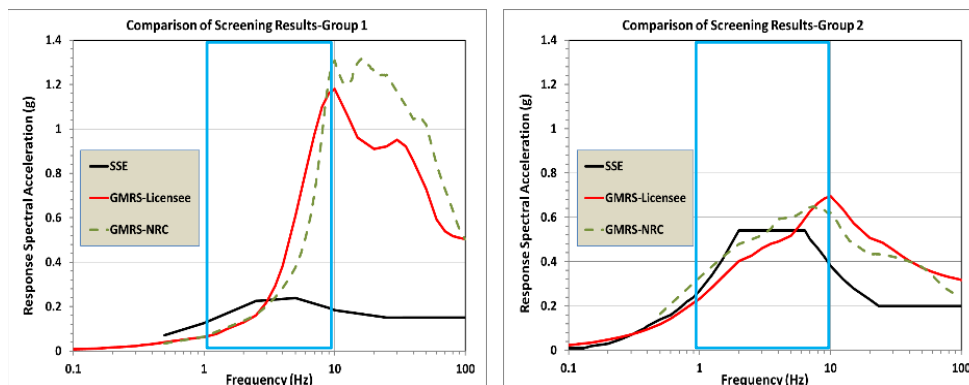 Comparison of Screening Results-Group 1
Response Spectral Acceleration (g)
1.4
1.2
1
0.8
0.6
0.4
0.2
0
SSE
GMRS-Licensee
GMRS-NRC
0.1
1
10
100
Frequency (Hz)
Comparison of Screening Results-Group 2
Response Spectral Acceleration (g)
1.4
1.2
1
0.8
0.6
0.4
0.2
0
SSE
GMRS-Licensee
GMRS-NRC
0.1
1
10
100
Frequency (Hz)